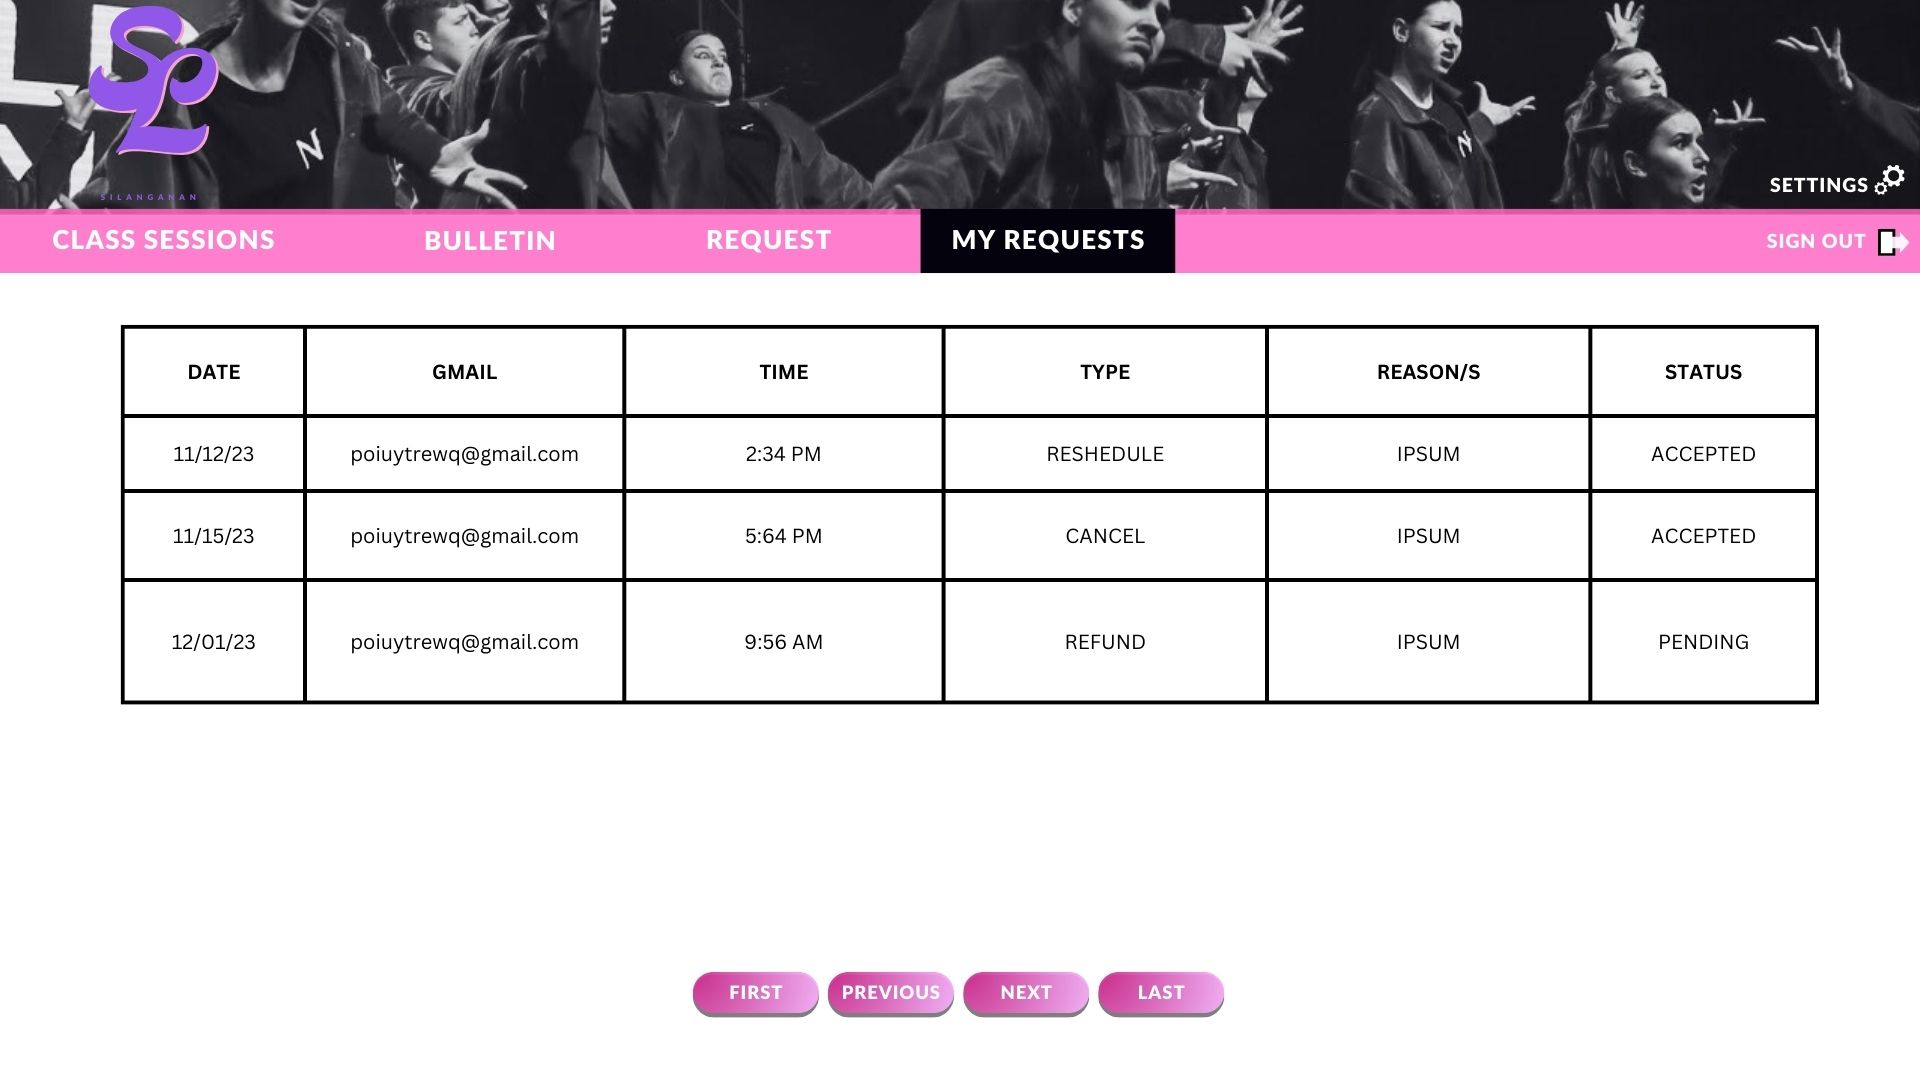 SPL
SILANGANAN
SETTINGS
CLASS SESSIONS BULLETIN REQUEST MY REQUESTS SIGN OUT
DATE GMAIL TIME TYPE REASON/S STATUS
11/12/23 poiuytrewq@gmail.com 2:34 PM RESHEDULE IPSUM ACCEPTED
11/15/23 poiuytrewq@gmail.com 5:64 PM CANCEL IPSUM ACCEPTED
12/01/23 poiuytrewq@gmail.com 9:56 AM REFUND IPSUM PENDING
FIRST PREVIOUS NEXT LAST